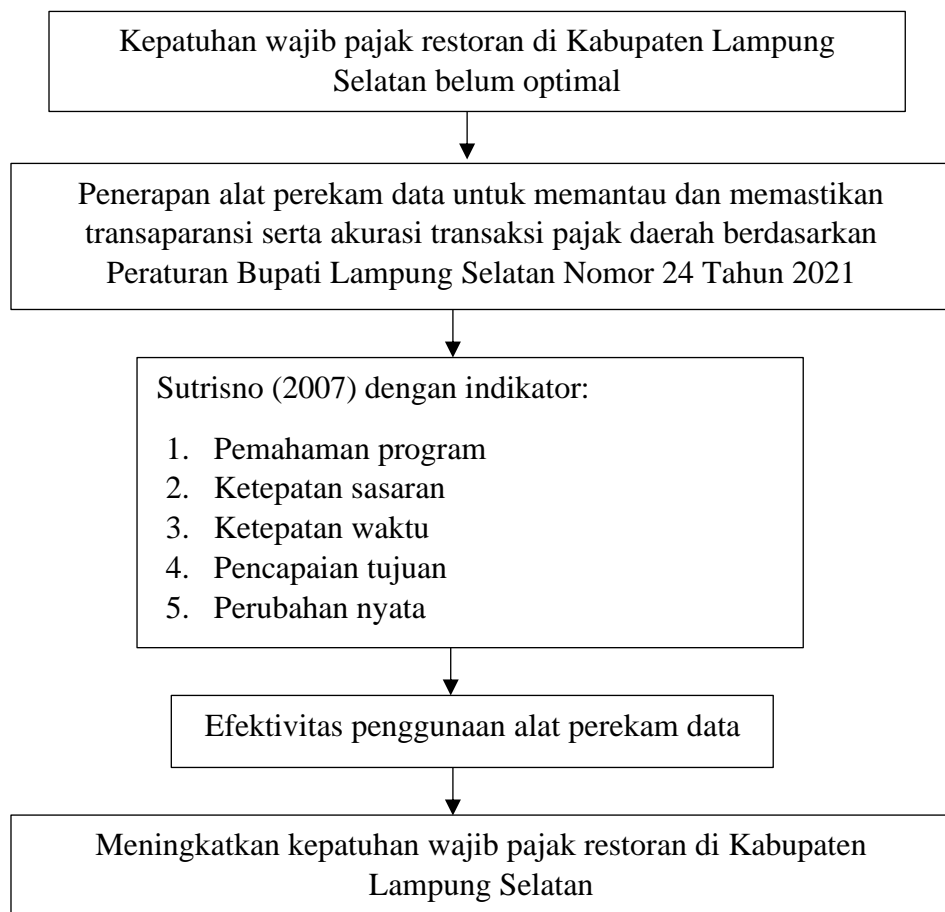 Kepatuhan wajib pajak restoran di Kabupaten Lampung
Selatan belum optimal
Penerapan alat perekam data untuk memantau dan memastikan
transaparansi serta akurasi transaksi pajak daerah berdasarkan
Peraturan Bupati Lampung Selatan Nomor 24 Tahun 2021
Sutrisno (2007) dengan indikator:
1. Pemahaman program
2. Ketepatan sasaran
3. Ketepatan waktu
4. Pencapaian tujuan
5. Perubahan nyata
Efektivitas penggunaan alat perekam data
Meningkatkan kepatuhan wajib pajak restoran di Kabupaten
Lampung Selatan